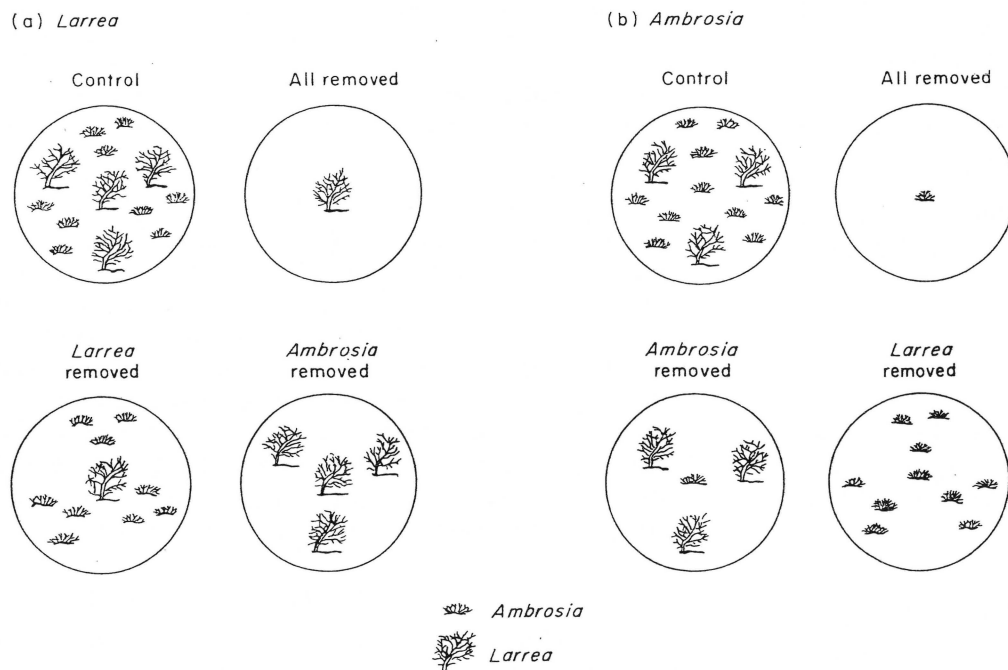 (a) Larrea
Control
All removed
Larrea
removed
Ambrosia
removed
(b) Ambrosia
Control
All removed
Ambrosia
removed
Larrea
removed
Ambrosia
Larrea